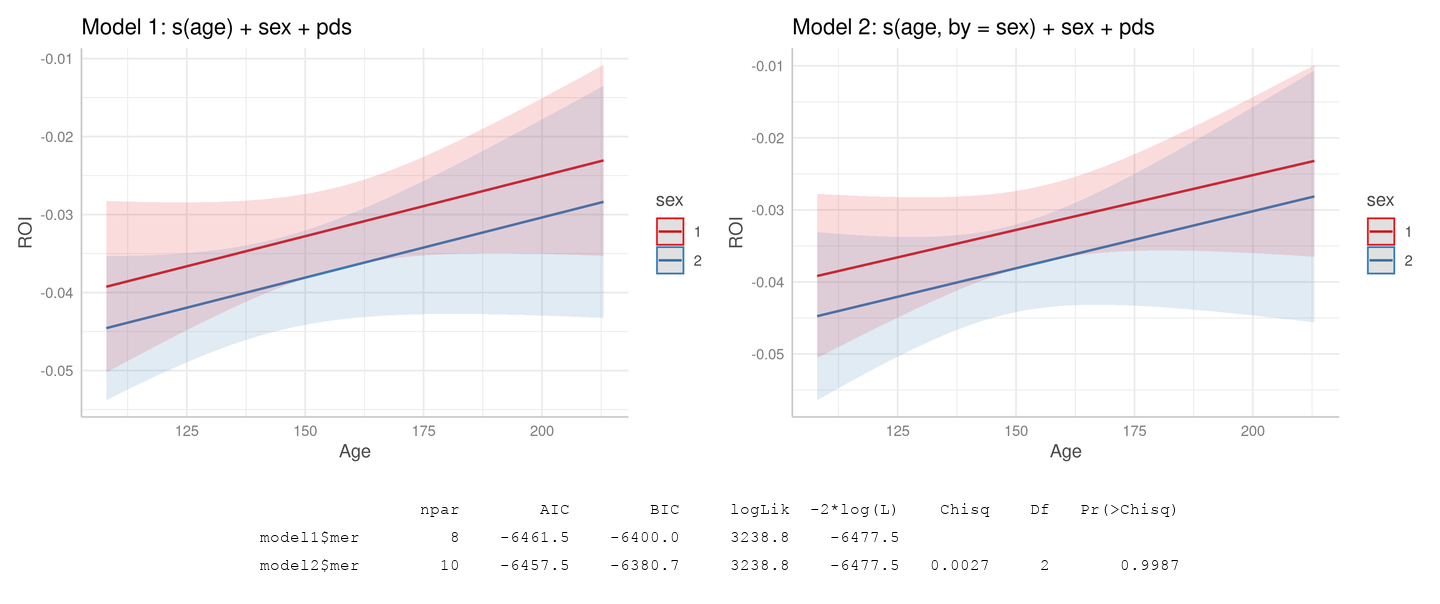 Model 1: s(age) + sex + pds
-0.01
-0.02
-0.03
-0.04
-0.05
ROI
125 150 175 200
Age
sex
1
2
Model 2: s(age, by = sex) + sex + pds
-0.01
-0.02
-0.03
-0.04
-0.05
ROI
125 150 175 200
Age
sex
1
2
npar AIC BIC logLik -2*log(L) Chisq Df Pr(>Chisq)
model1$mer 8 -6461.5 -6400.0 3238.8 -6477.5
model2$mer 10 -6457.5 -6380.7 3238.8 -6477.5 0.0027 2 0.9987